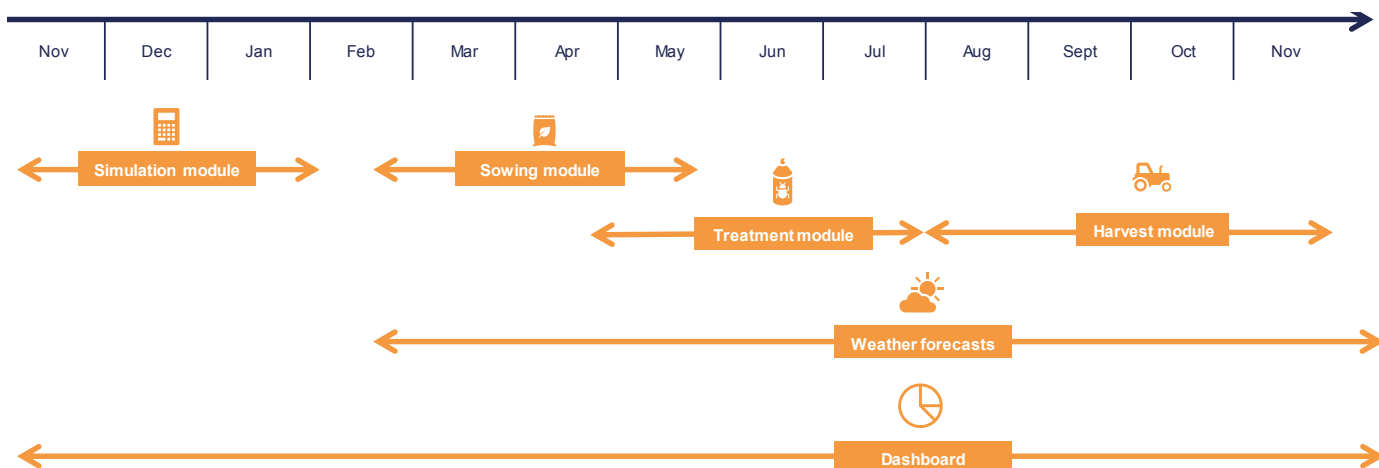 Nov Dec Jan Feb Mar Apr May Jun Jul Aug Sept Oct Nov
Simulation module Sowing module
Treatment module Harvest module
Weather forecasts
Dashboard